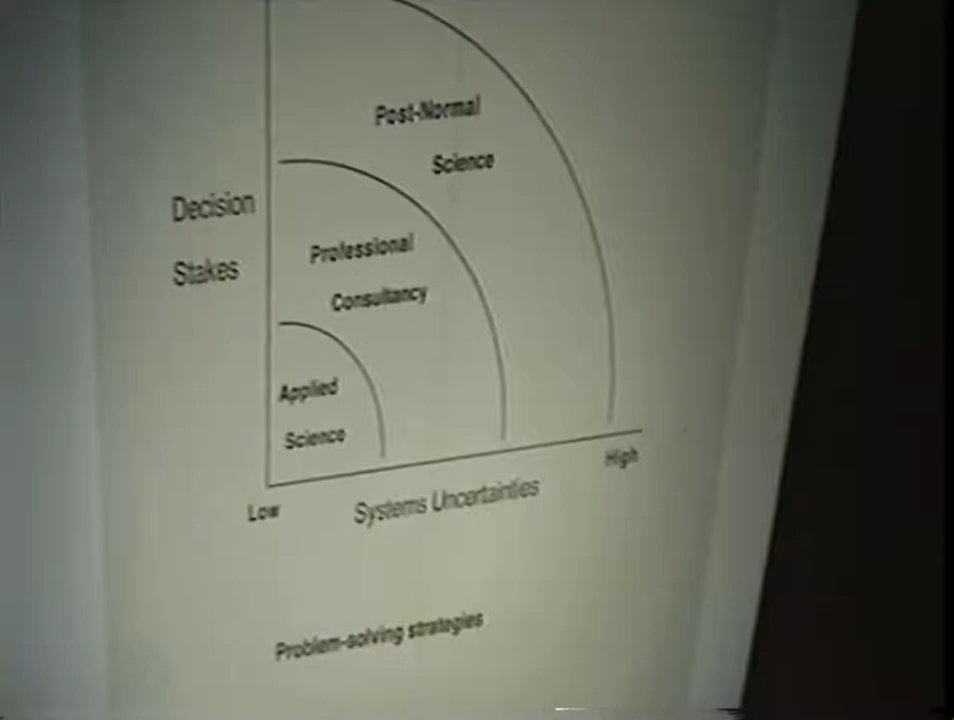 Post-Normal
Science
Decision
Stakes
Professional
Consultancy
Applied
Science
Low
Systems Uncertainties
High
Problem-solving strategies